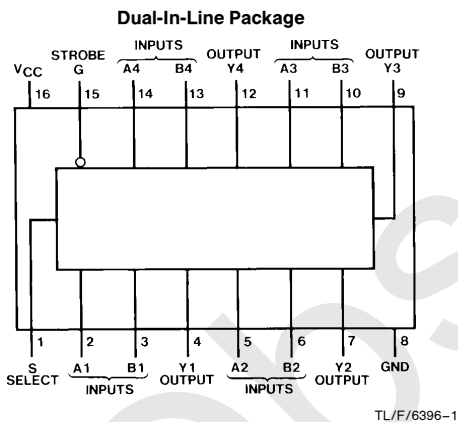 Dual-In-Line Package
INPUTS INPUTS
STROBE OUTPUT OUTPUT
VCC G A4 B4 Y4 A3 B3 Y3
16 15 14 13 12 11 10 9
1 2 3 4 5 6 7 8
S A1 B1 Y1 A2 B2 Y2 GND
SELECT INPUTS OUTPUT INPUTS OUTPUT
TL/F/6396–1